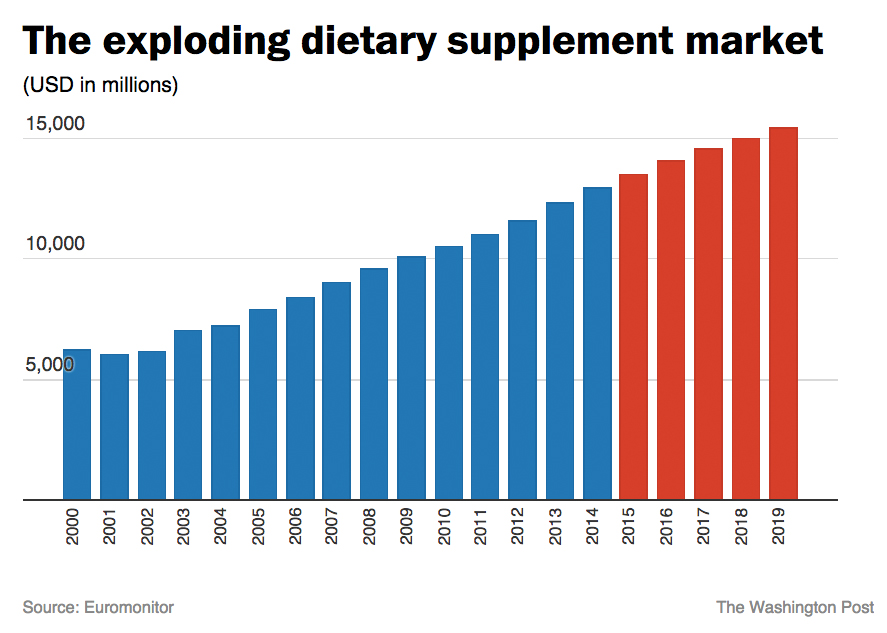 The exploding dietary supplement market
(USD in millions)
15,000
10,000
5,000
2000 2001 2002 2003 2004 2005 2006 2007 2008 2009 2010 2011 2012 2013 2014 2015 2016 2017 2018 2019
Source: Euromonitor The Washington Post